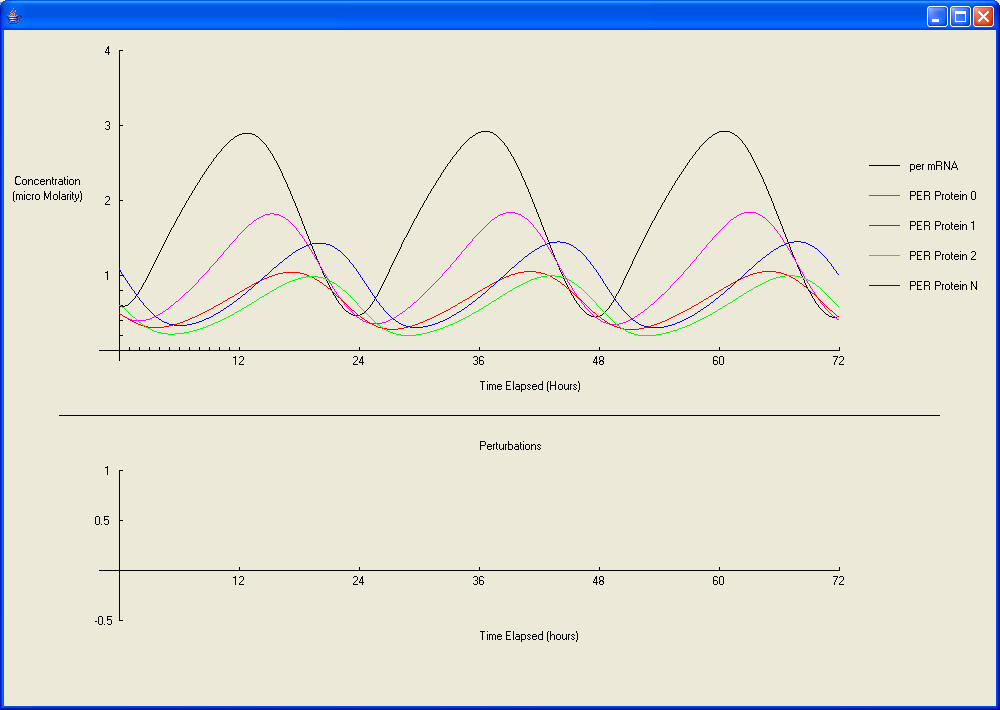 4
3
Concentration
(micro Molarity)
2
1
12 24 36 48 60 72
Time Elapsed (Hours)
per mRNA
PER Protein 0
PER Protein 1
PER Protein 2
PER Protein N
Perturbations
1
0.5
-0.5
12 24 36 48 60 72
Time Elapsed (hours)